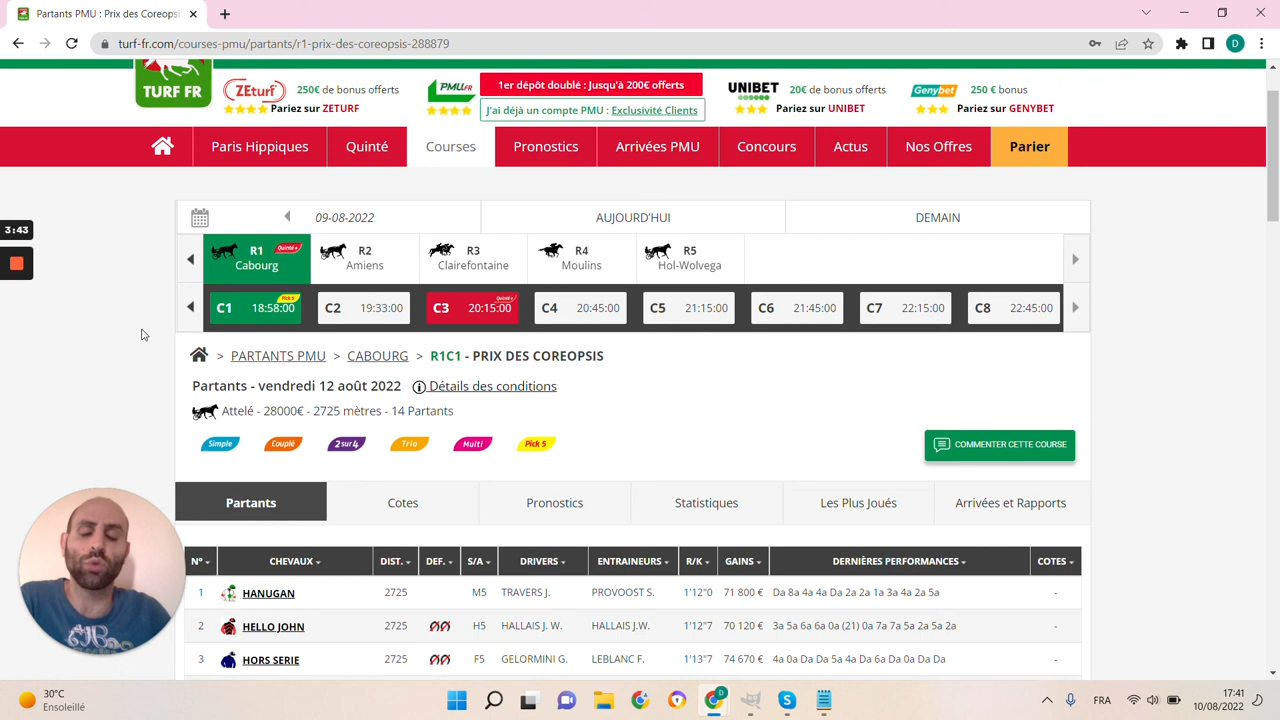 Partants PMU : Prix des Coreopsis
turf-fr.com/courses-pmu/partants/r1-prix-des-coreopsis-288879
D
TURF FR
ZEturf 250€ de bonus offerts
Pariez sur ZETURF
PMU.FR
1er dépôt doublé : Jusqu'à 200€ offerts
J'ai déjà un compte PMU : Exclusivité Clients
UNIBET 20€ de bonus offerts
Pariez sur UNIBET
Genybet 250 € bonus
Pariez sur GENYBET
Paris Hippiques Quinté Courses Pronostics Arrivées PMU Concours Actus Nos Offres Parier
3:43
09-08-2022 AUJOURD'HUI DEMAIN
R1 Quinté+ R2 R3 R4 R5
Cabourg Amiens Clairefontaine Moulins Hol-Wolvega
C1 18:58:00 Pick 5 C2 19:33:00 C3 20:15:00 Quinté+ C4 20:45:00 C5 21:15:00 C6 21:45:00 C7 22:15:00 C8 22:45:00
> PARTANTS PMU > CABOURG > R1C1 - PRIX DES COREOPSIS
Partants - vendredi 12 août 2022 Détails des conditions
Attelé - 28000€ - 2725 mètres - 14 Partants
Simple Couplé 2sur4 Trio Multi Pick 5
COMMENTER CETTE COURSE
Partants Cotes Pronostics Statistiques Les Plus Joués Arrivées et Rapports
N° CHEVAUX DIST. DEF. S/A DRIVERS ENTRAINEURS R/K GAINS DERNIÈRES PERFORMANCES COTES
1 HANUGAN 2725 M5 TRAVERS J. PROVOOST S. 1'12"0 71 800 € Da 8a 4a 4a Da 2a 2a 1a 3a 4a 2a 5a -
2 HELLO JOHN 2725 H5 HALLAIS J. W. HALLAIS J.W. 1'12"7 70 120 € 3a 5a 6a 6a 0a (21) 0a 7a 7a 5a 2a 5a 2a -
3 HORS SERIE 2725 F5 GELORMINI G. LEBLANC F. 1'13"7 74 670 € 4a 0a Da Da 5a 4a Da 6a Da 0a Da Da -
30°C
Ensoleillé
D
FRA
17:41
10/08/2022